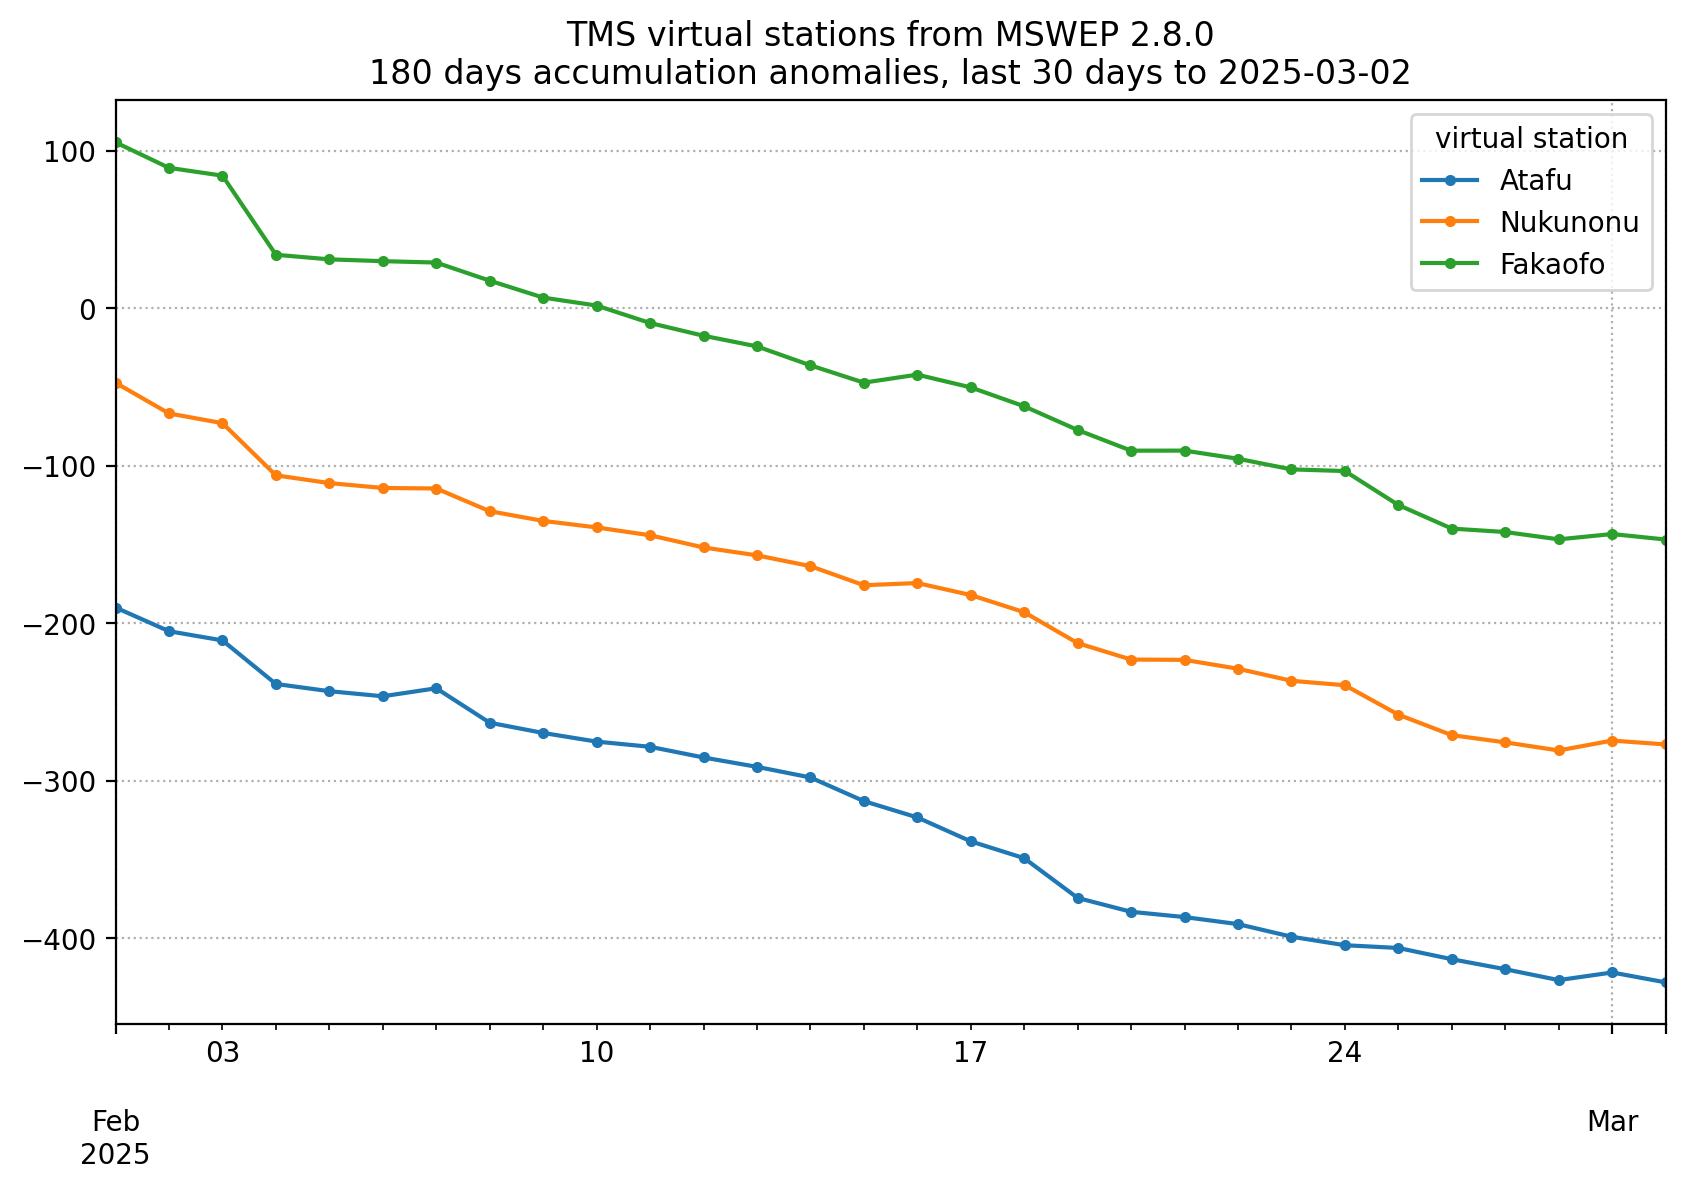 TMS virtual stations from MSWEP 2.8.0
180 days accumulation anomalies, last 30 days to 2025-03-02
virtual station
Atafu
Nukunonu
Fakaofo
100
0
−100
−200
−300
−400
03
10
17
24
Feb
2025
Mar